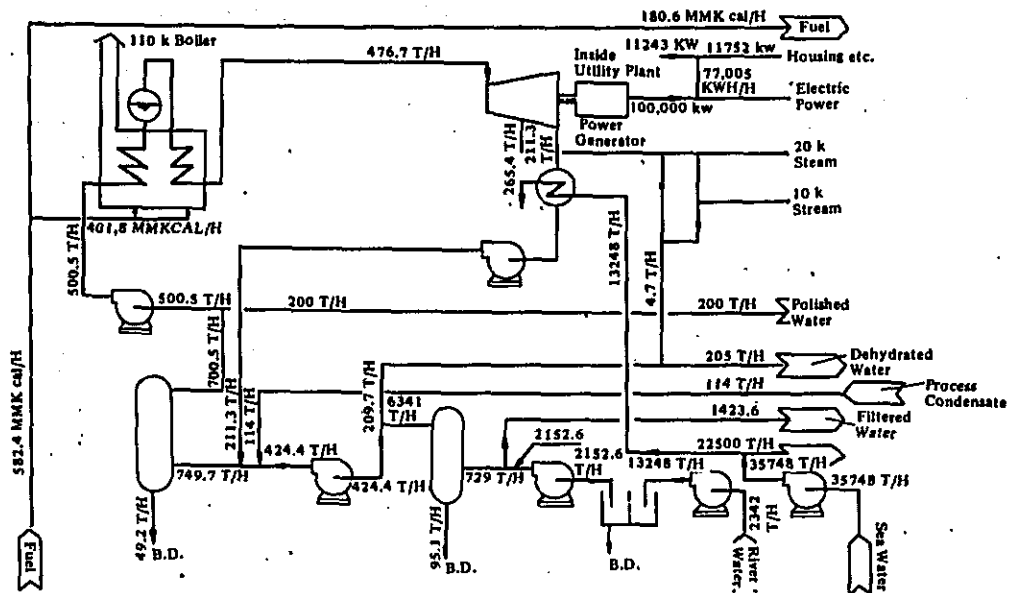 180.6 MMK cal/H
Fuel
110 k Boiler
476.7 T/H
11243 KW
11752 kw
Housing etc.
Inside
Utility Plant
77,005
KWH/H
Electric
Power
100,000 kw
Power
Generator
265.4 T/H
211.3
T/H
20 k
Steam
10 k
Stream
401,8 MMKCAL/H
500.5 T/H
13248 T/H
4.7 T/H
500.5 T/H
200 T/H
200 T/H
Polished
Water
700.5 T/H
582.4 MMK cal/H
205 T/H
Dehydrated
Water
209.7 T/H
6341
T/H
114 T/H
Process
Condensate
211.3 T/H
114 T/H
1423.6
Filtered
Water
424.4 T/H
2152.6
2152.6
T/H
22500 T/H
749.7 T/H
424.4 T/H
729 T/H
13248 T/H
35748 T/H
35748 T/H
2342
T/H
49.2 T/H
B.D.
95.1 T/H
B.D.
B.D.
River
Water.
Sea Water
Fuel